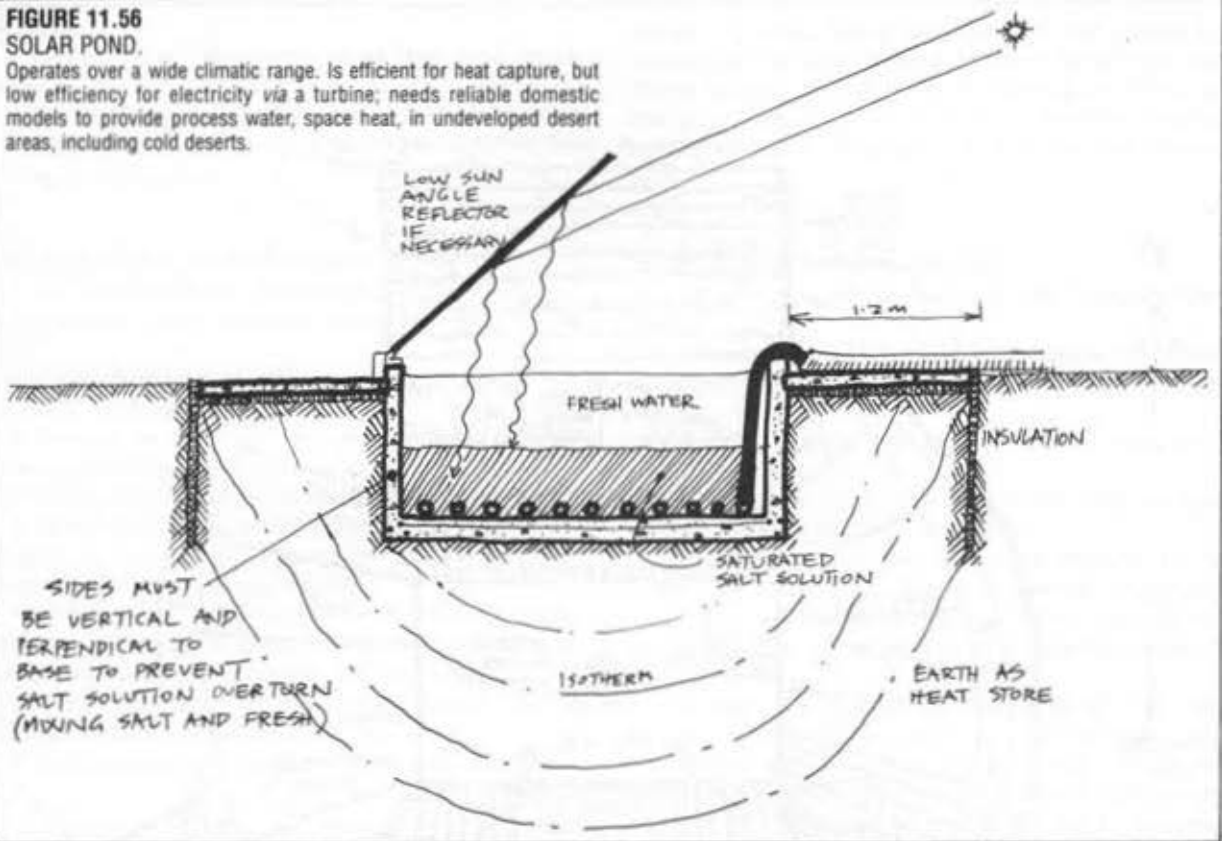 FIGURE 11.56
SOLAR POND.
Operates over a wide climatic range. Is efficient for heat capture, but
low efficiency for electricity via a turbine; needs reliable domestic
models to provide process water, space heat, in undeveloped desert
areas, including cold deserts.
LOW SUN
ANGLE
REFLECTOR
IF
NECESSARY
1.2 m
FRESH WATER
INSULATION
SATURATED
SALT SOLUTION
SIDES MUST
BE VERTICAL AND
PERPENDICAL TO
BASE TO PREVENT
SALT SOLUTION OVERTURN
(MIXING SALT AND FRESH)
ISOTHERM
EARTH AS
HEAT STORE